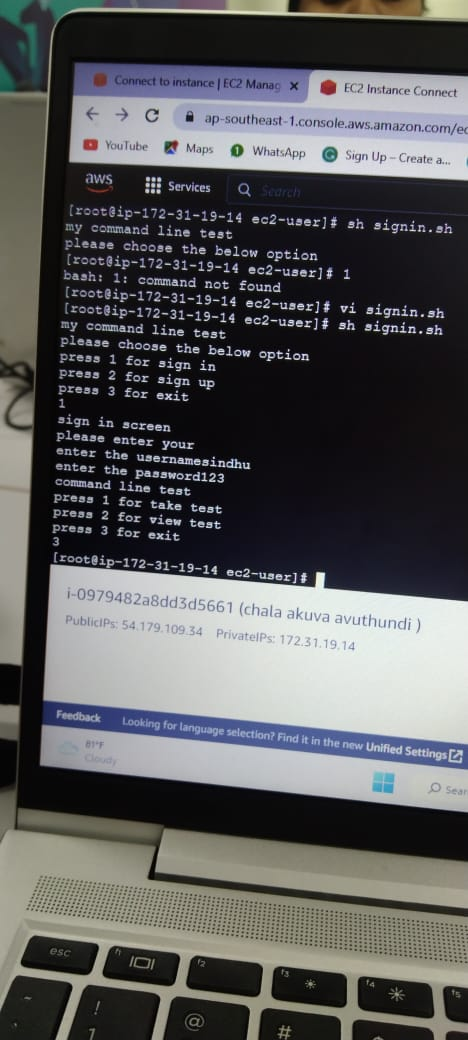 Connect to instance | EC2 Manag × EC2 Instance Connect
ap-southeast-1.console.aws.amazon.com/ec
YouTube Maps WhatsApp Sign Up – Create a...
aws Services Search
[root@ip-172-31-19-14 ec2-user]# sh signin.sh
my command line test
please choose the below option
[root@ip-172-31-19-14 ec2-user]# 1
bash: 1: command not found
[root@ip-172-31-19-14 ec2-user]# vi signin.sh
[root@ip-172-31-19-14 ec2-user]# sh signin.sh
my command line test
please choose the below option
press 1 for sign in
press 2 for sign up
press 3 for exit
1
sign in screen
please enter your
enter the usernamesindhu
enter the password123
command line test
press 1 for take test
press 2 for view test
press 3 for exit
3
[root@ip-172-31-19-14 ec2-user]#
i-0979482a8dd3d5661 (chala akuva avuthundi )
PublicIPs: 54.179.109.34 PrivateIPs: 172.31.19.14
Feedback Looking for language selection? Find it in the new Unified Settings
81°F
Cloudy
Sear
esc f1 f2 f3 f4 f5
~ ! @ #
` 1